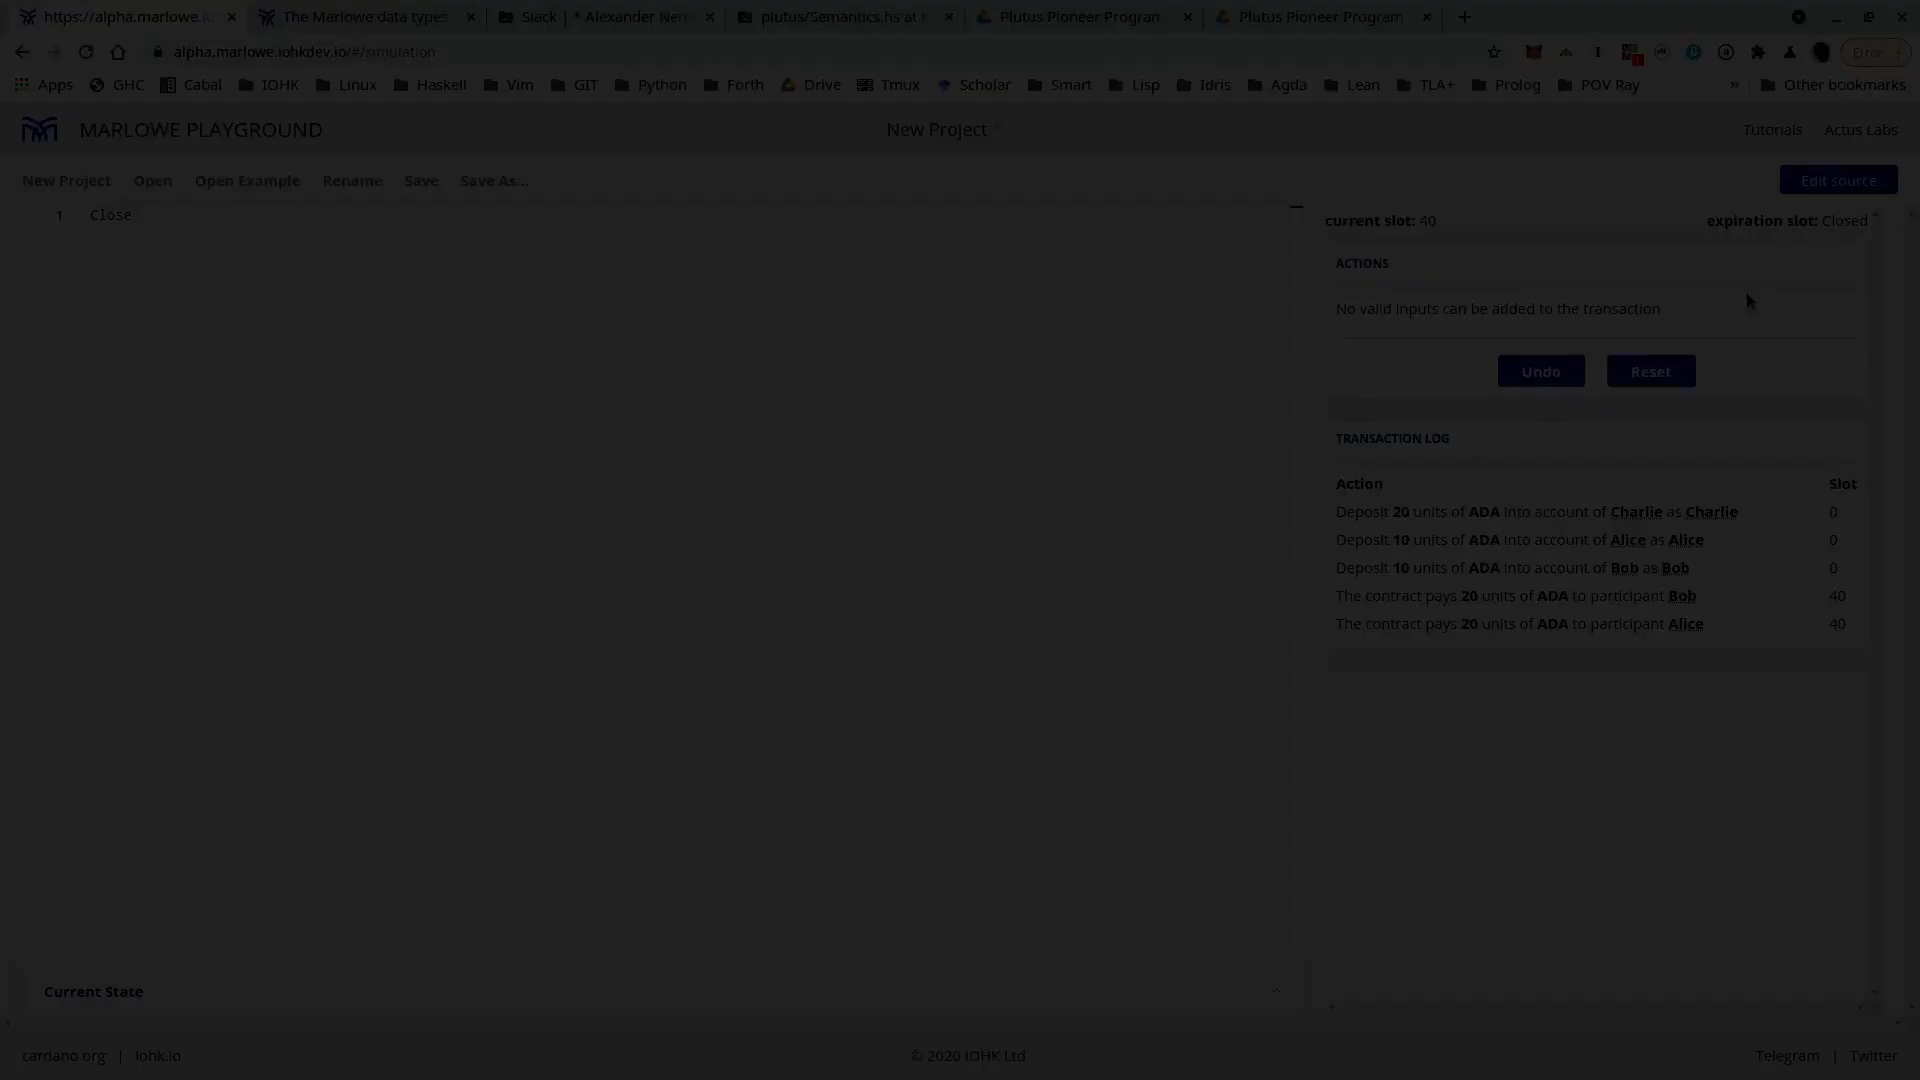 https://alpha.marlowe.io
The Marlowe data types
Slack | * Alexander Nem
plutus/Semantics.hs at
Plutus Pioneer Program
Plutus Pioneer Program
alpha.marlowe.iohkdev.io/#/simulation
Error
Apps GHC Cabal IOHK Linux Haskell Vim GIT Python Forth Drive Tmux Scholar Smart Lisp Idris Agda Lean TLA+ Prolog POV Ray » Other bookmarks
MARLOWE PLAYGROUND
New Project
Tutorials Actus Labs
New Project Open Open Example Rename Save Save As...
Edit source
1 Close
current slot: 40 expiration slot: Closed
ACTIONS
No valid inputs can be added to the transaction
Undo Reset
TRANSACTION LOG
Action Slot
Deposit 20 units of ADA into account of Charlie as Charlie 0
Deposit 10 units of ADA into account of Alice as Alice 0
Deposit 10 units of ADA into account of Bob as Bob 0
The contract pays 20 units of ADA to participant Bob 40
The contract pays 20 units of ADA to participant Alice 40
Current State
cardano.org | iohk.io
© 2020 IOHK Ltd
Telegram | Twitter